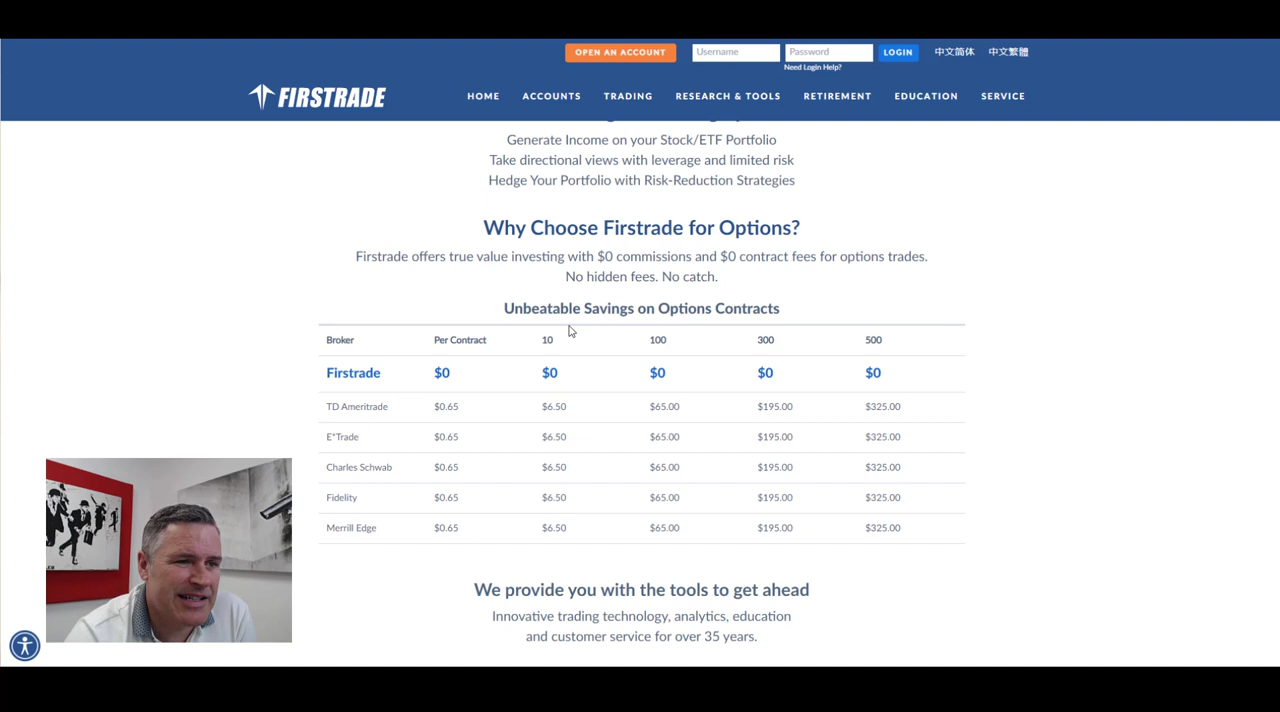 OPEN AN ACCOUNT Username Password LOGIN 中文简体 中文繁體
Need Login Help?
FIRSTRADE HOME ACCOUNTS TRADING RESEARCH & TOOLS RETIREMENT EDUCATION SERVICE
Generate Income on your Stock/ETF Portfolio
Take directional views with leverage and limited risk
Hedge Your Portfolio with Risk-Reduction Strategies
Why Choose Firstrade for Options?
Firstrade offers true value investing with $0 commissions and $0 contract fees for options trades.
No hidden fees. No catch.
Unbeatable Savings on Options Contracts
Broker Per Contract 10 100 300 500
Firstrade $0 $0 $0 $0 $0
TD Ameritrade $0.65 $6.50 $65.00 $195.00 $325.00
E*Trade $0.65 $6.50 $65.00 $195.00 $325.00
Charles Schwab $0.65 $6.50 $65.00 $195.00 $325.00
Fidelity $0.65 $6.50 $65.00 $195.00 $325.00
Merrill Edge $0.65 $6.50 $65.00 $195.00 $325.00
We provide you with the tools to get ahead
Innovative trading technology, analytics, education
and customer service for over 35 years.